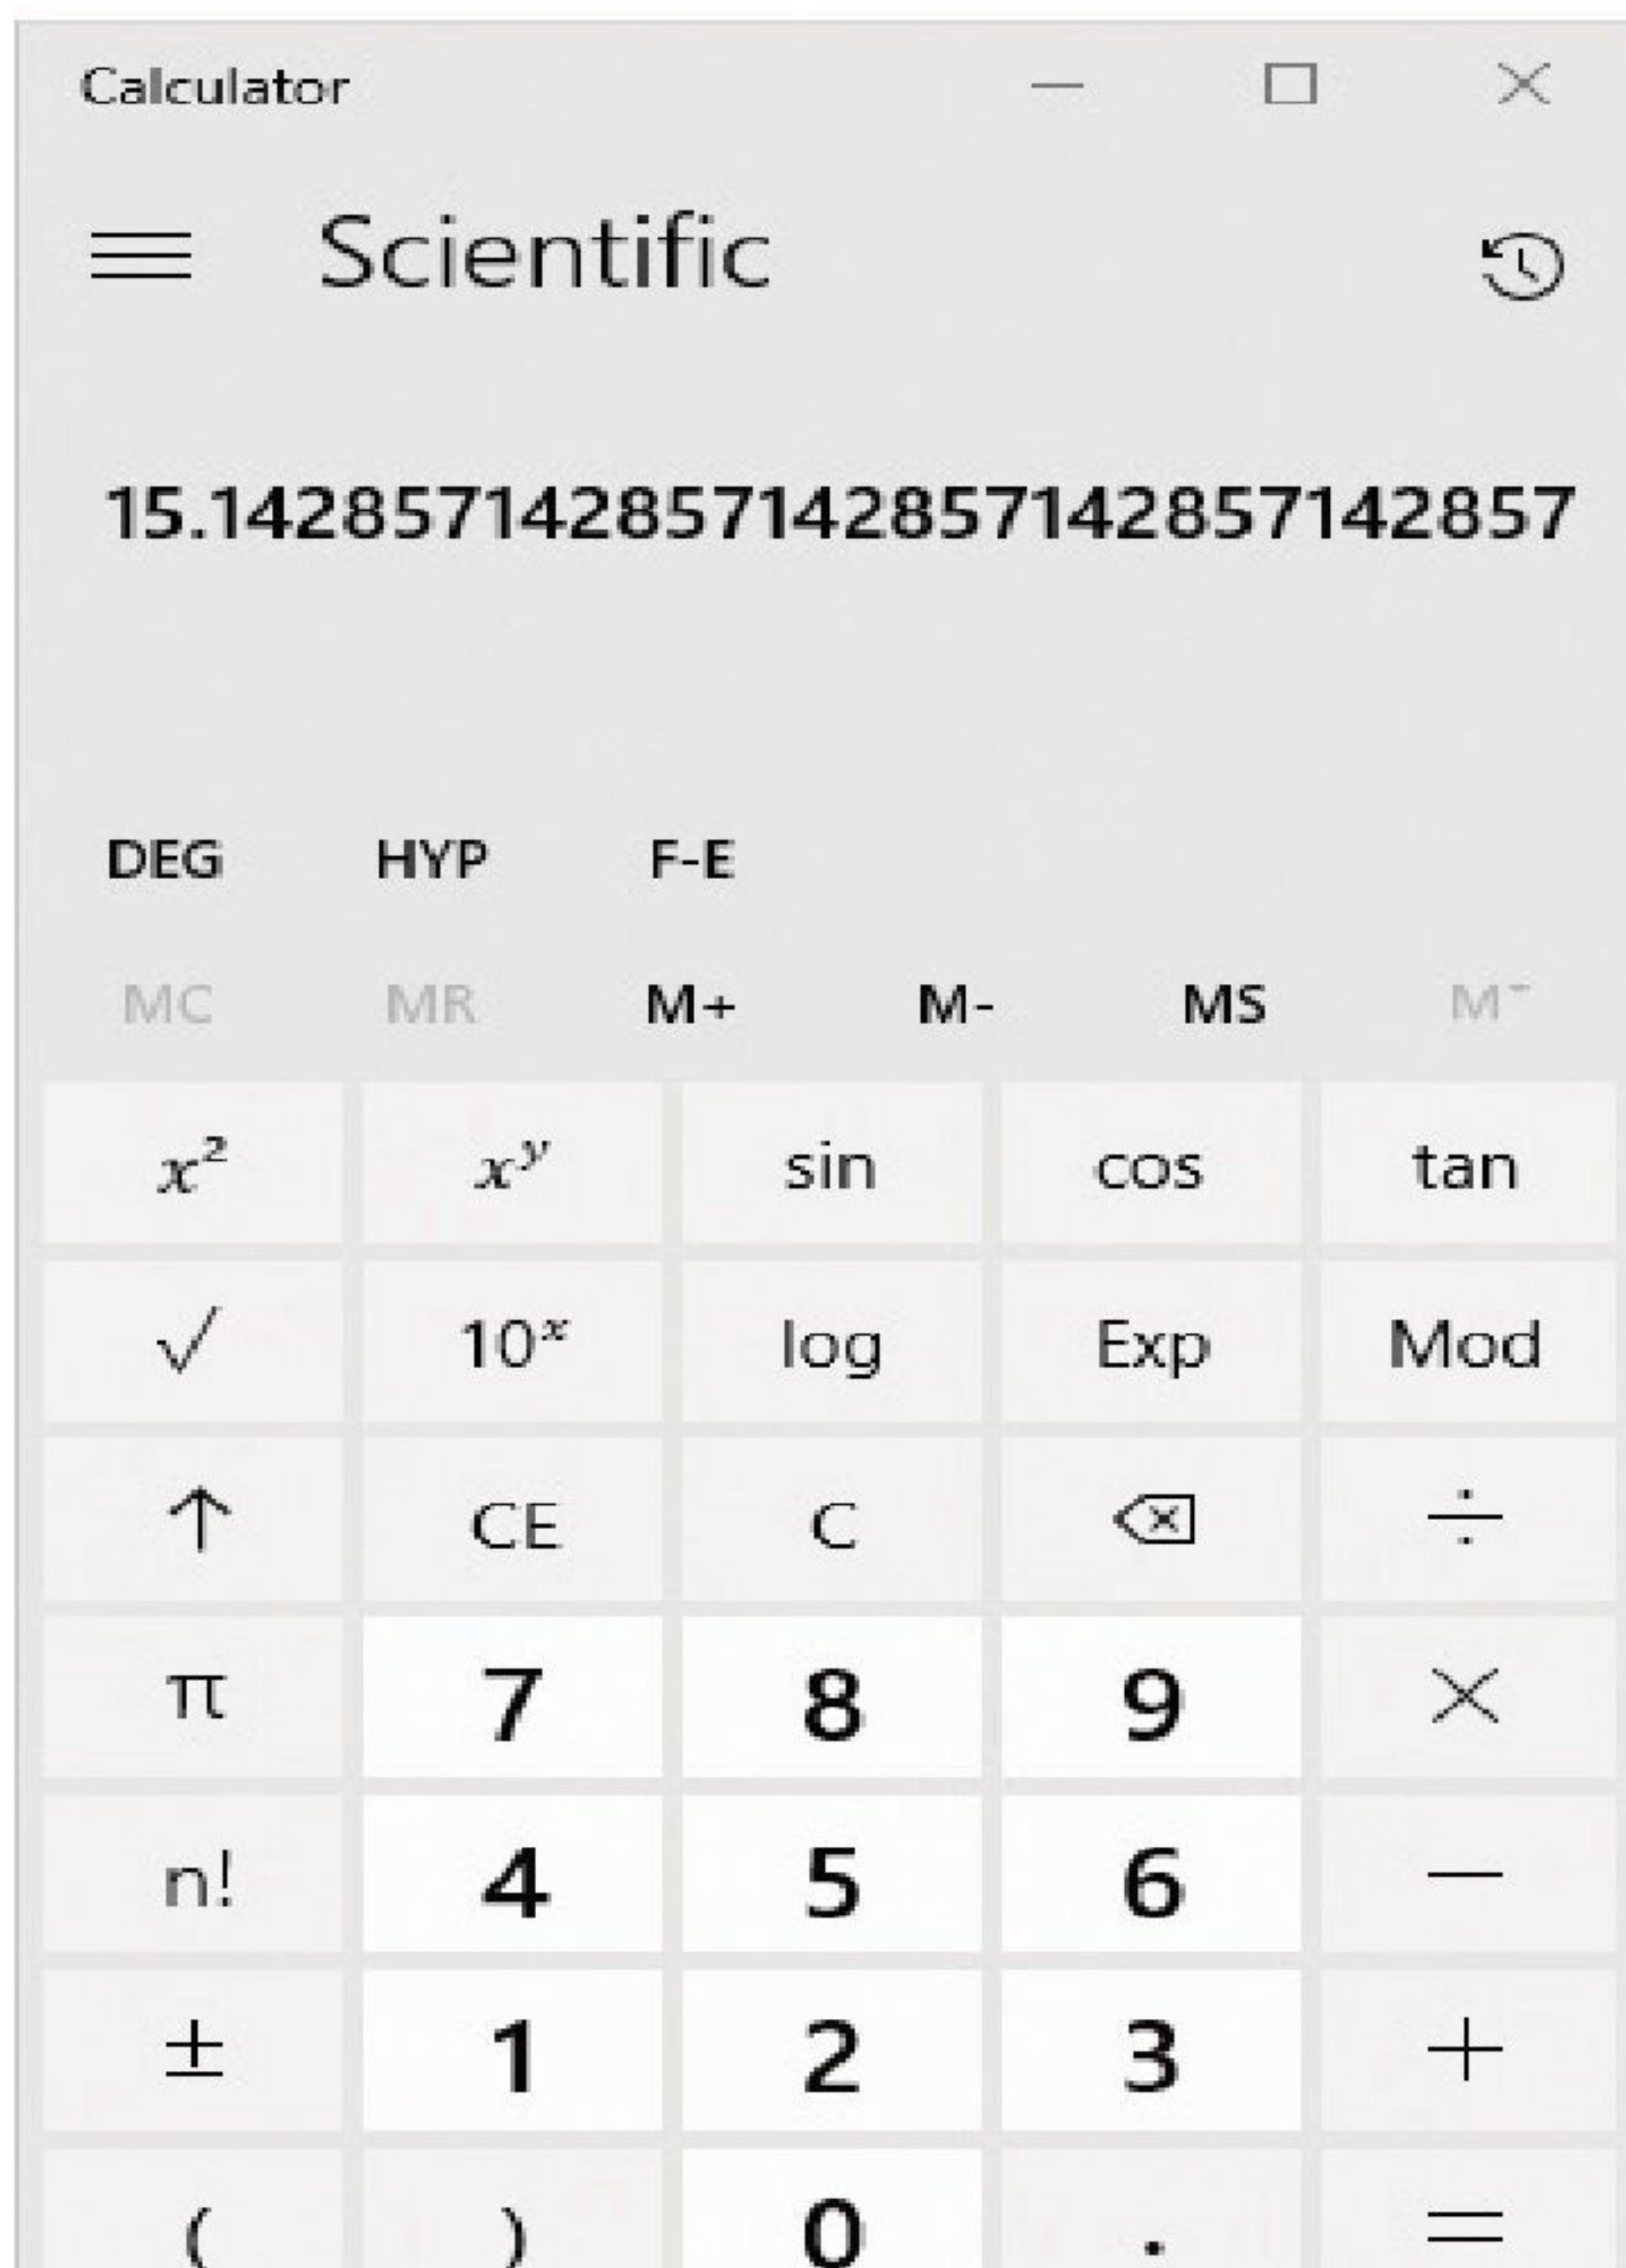 Calculator
Scientific
15.142857142857142857142857142857
DEG HYP F-E
MC MR M+ M- MS M˅
x² xʸ sin cos tan
√ 10ˣ log Exp Mod
↑ CE C ÷
π 7 8 9 ×
n! 4 5 6 −
± 1 2 3 +
( ) 0 . =